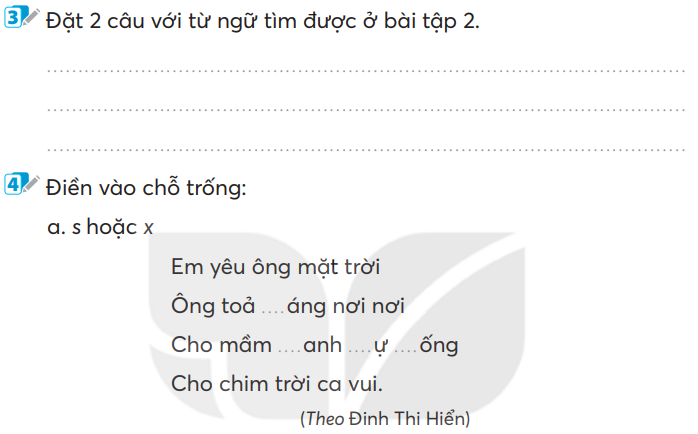 3 Đặt 2 câu với từ ngữ tìm được ở bài tập 2.
................................................................................
................................................................................
................................................................................
4 Điền vào chỗ trống:
a. s hoặc x
Em yêu ông mặt trời
Ông toả ....áng nơi nơi
Cho mầm ....anh ....ự ....ống
Cho chim trời ca vui.
(Theo Đinh Thi Hiển)